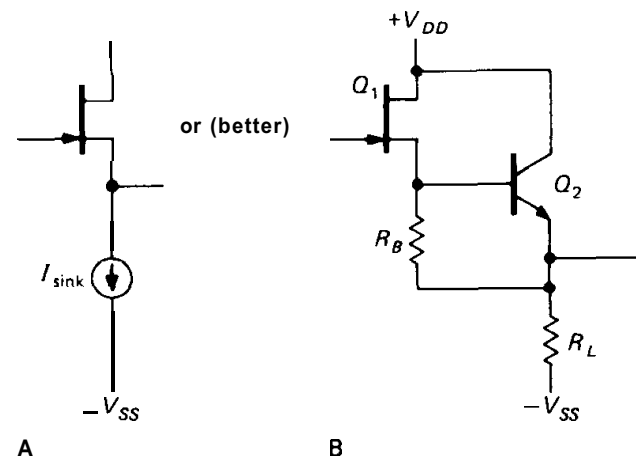 +V_DD
Q_1
or (better)
Q_2
R_B
I_sink
R_L
-V_SS
-V_SS
A
B